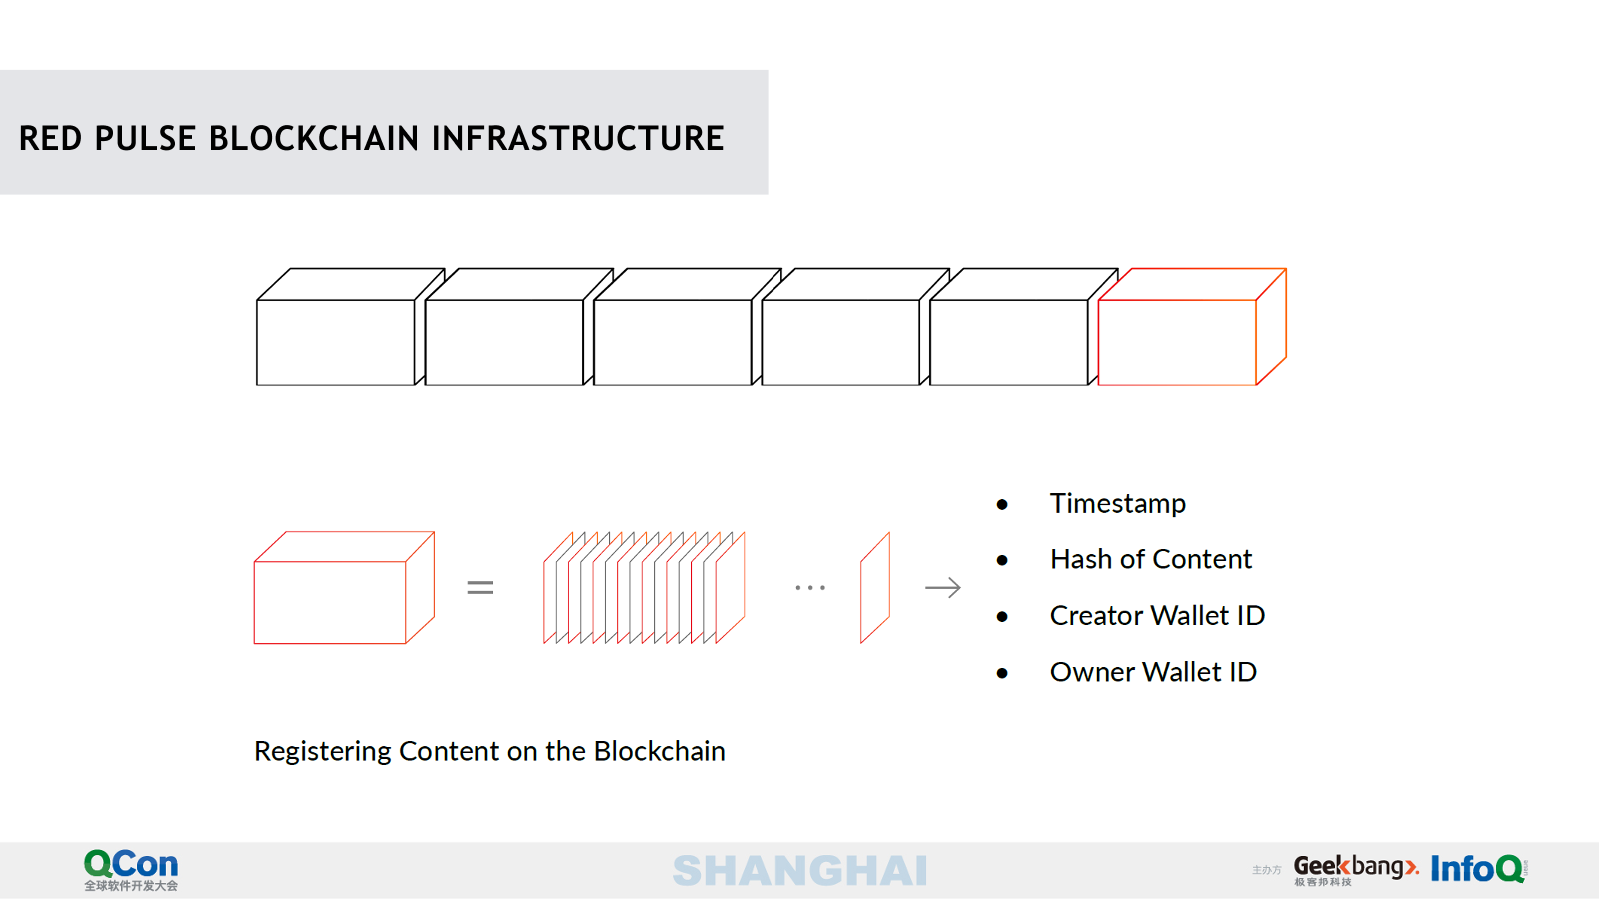 RED PULSE BLOCKCHAIN INFRASTRUCTURE
=
...
→
● Timestamp
● Hash of Content
● Creator Wallet ID
● Owner Wallet ID
Registering Content on the Blockchain
QCon
全球软件开发大会
SHANGHAI
主办方
Geekbang>.
极客邦科技
InfoQ